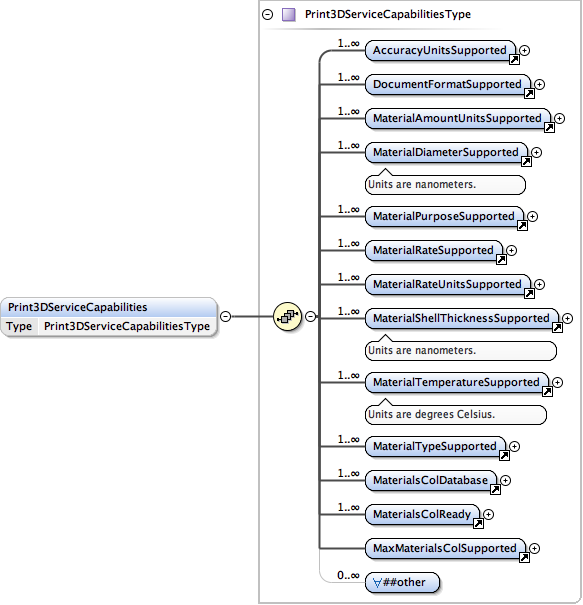 Print3DServiceCapabilitiesType
1..∞
AccuracyUnitsSupported
1..∞
DocumentFormatSupported
1..∞
MaterialAmountUnitsSupported
1..∞
MaterialDiameterSupported
Units are nanometers.
1..∞
MaterialPurposeSupported
1..∞
MaterialRateSupported
1..∞
MaterialRateUnitsSupported
Print3DServiceCapabilities
Type Print3DServiceCapabilitiesType
1..∞
MaterialShellThicknessSupported
Units are nanometers.
1..∞
MaterialTemperatureSupported
Units are degrees Celsius.
1..∞
MaterialTypeSupported
1..∞
MaterialsColDatabase
1..∞
MaterialsColReady
MaxMaterialsColSupported
0..∞
∀##other